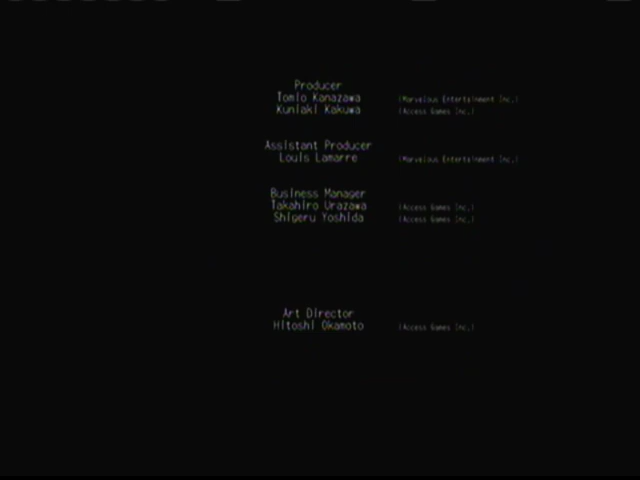 Producer
Tomio Kanazawa (Marvelous Entertainment Inc.)
Kuniaki Kakuwa (Access Games Inc.)
Assistant Producer
Louis Lamarre (Marvelous Entertainment Inc.)
Business Manager
Takahiro Urazawa (Access Games Inc.)
Shigeru Yoshida (Access Games Inc.)
Art Director
Hitoshi Okamoto (Access Games Inc.)